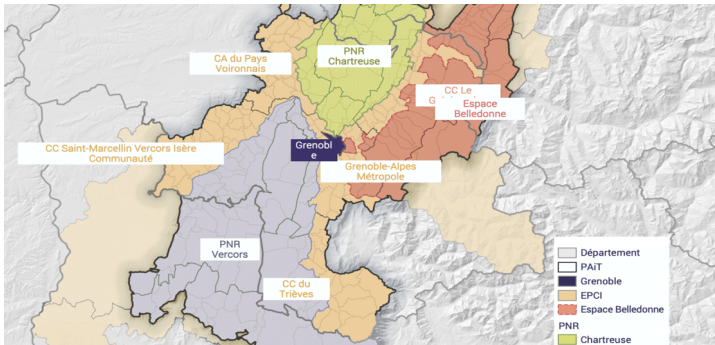 CA du Pays
Voironnais
PNR
Chartreuse
CC Le
Espace
Belledonne
Grenobl
e
CC Saint-Marcellin Vercors Isère
Communauté
Grenoble-Alpes
Métropole
PNR
Vercors
CC du
Trièves
Département
PAiT
Grenoble
EPCI
Espace Belledonne
PNR
Chartreuse